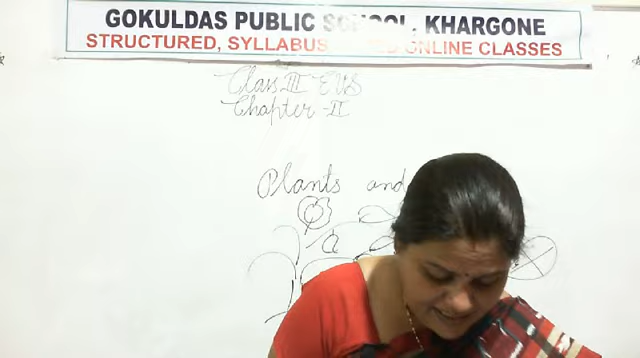 GOKULDAS PUBLIC SCHOOL, KHARGONE
STRUCTURED, SYLLABUS ONLINE CLASSES
Class III EVS
Chapter - II
Plants and